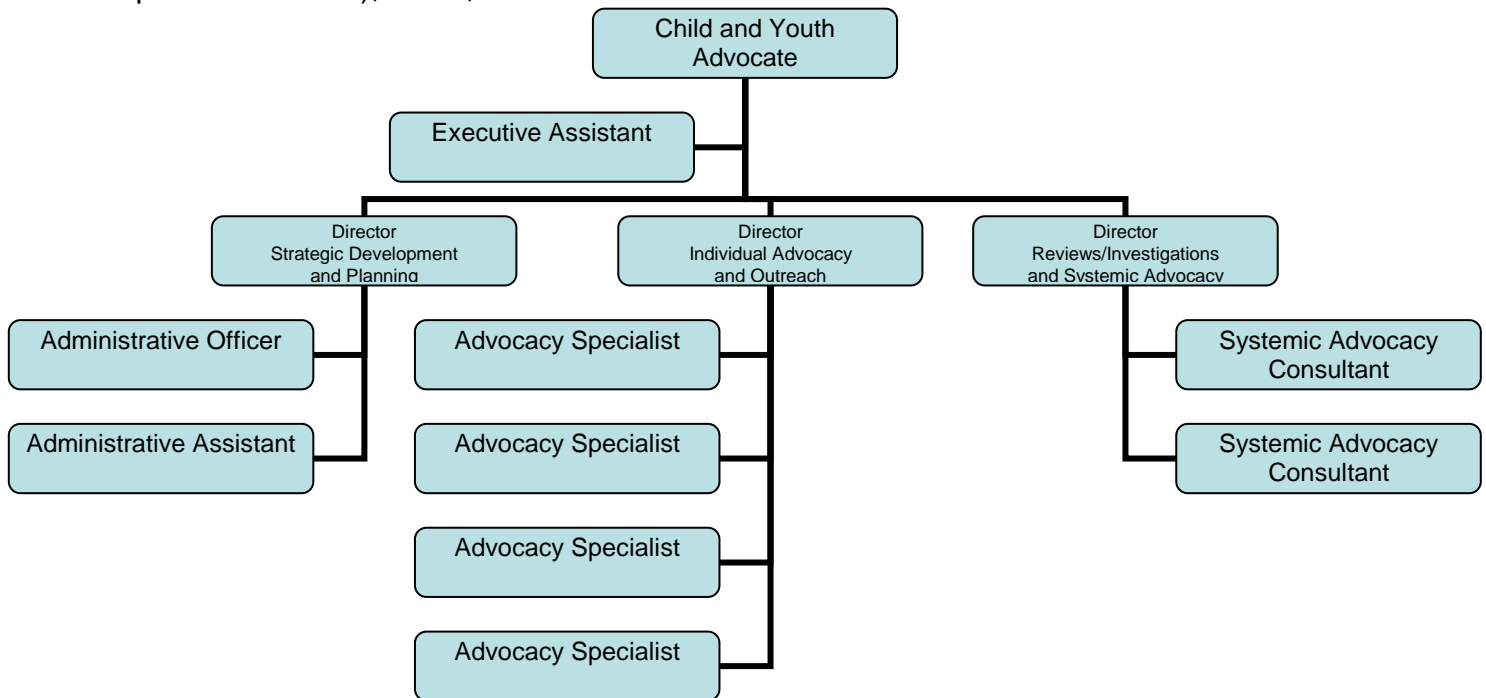 Child and Youth
Advocate
Executive Assistant
Director
Strategic Development
and Planning
Director
Individual Advocacy
and Outreach
Director
Reviews/Investigations
and Systemic Advocacy
Administrative Officer
Administrative Assistant
Advocacy Specialist
Advocacy Specialist
Advocacy Specialist
Advocacy Specialist
Systemic Advocacy
Consultant
Systemic Advocacy
Consultant